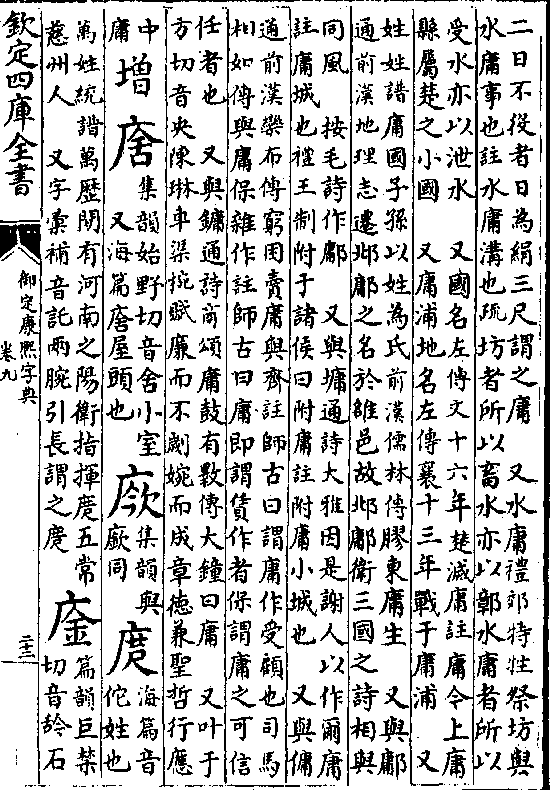 二日不役者日為絹三尺謂之庸　又水庸禮郊特牲祭坊與
水庸事也註水庸溝也疏坊者所以畜水亦以鄣水庸者所以
受水亦以泄水　又國名左傳文十六年楚滅庸註庸今上庸
縣屬楚之小國　又庸浦地名左傳襄十三年戰于庸浦　又
姓姓譜庸國子孫以姓為氏前漢儒林傳膠東庸生　又與鄘
通前漢地理志遷邶鄘之名於雒邑故邶鄘衛三國之詩相與
同風　按毛詩作鄘　又與墉通詩大雅因是謝人以作爾庸
註庸城也禮王制附于諸侯曰附庸註附庸小城也　又與傭
通前漢欒布傳窮困賣庸與齊註師古曰謂庸作受顧也司馬
相如傳與庸保雜作註師古曰庸即謂賃作者保謂庸之可信
任者也　又與鏞通詩商頌庸鼓有斁傳大鐘曰庸　又叶于
方切音央陳琳車渠椀賦廉而不劌婉而成章德兼聖哲行應
中庸
增
㢉
集韻始野切音舍小室
又海篇㢉屋頭也
㢊
集韻與
厥同
𢈈
海篇音
佗姓也
萬姓統譜萬歷間有河南之陽衛指揮𢈈五常
慈州人　又字彙補音託兩腕引長謂之𢈈
𢈝
篇韻巨禁
切音䪩石
欽定四庫全書
御定康熙字典
卷九
二十二